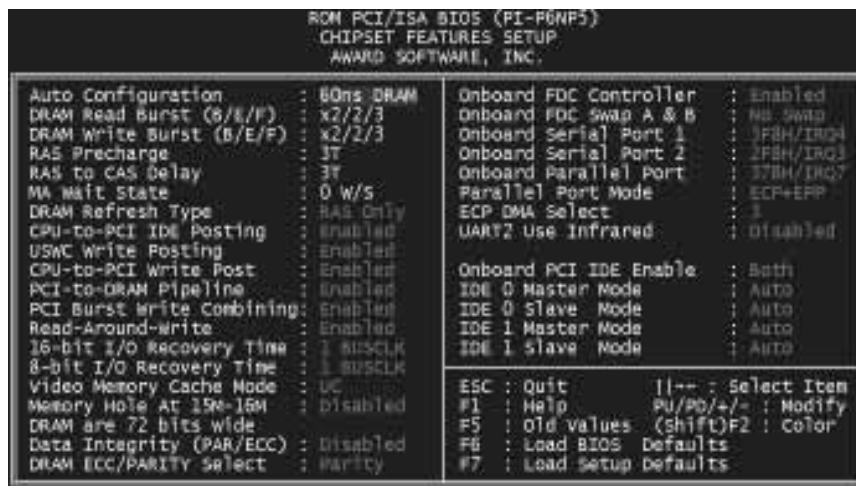 ROM PCI/ISA BIOS (PI-P6NP5)
CHIPSET FEATURES SETUP
AWARD SOFTWARE, INC.
Auto Configuration : 60ns DRAM
DRAM Read Burst (B/E/F) : x2/2/3
DRAM Write Burst (B/E/F) : x2/2/3
RAS Precharge : 3T
RAS to CAS Delay : 3T
MA Wait State : 0 W/S
DRAM Refresh Type : RAS Only
CPU-to-PCI IDE Posting : Enabled
USWC Write Posting : Enabled
CPU-to-PCI Write Post : Enabled
PCI-to-DRAM Pipeline : Enabled
PCI Burst Write Combining: Enabled
Read-Around-Write : Enabled
16-bit I/O Recovery Time : 1 BUSCLK
8-bit I/O Recovery Time : 1 BUSCLK
Video Memory Cache Mode : UC
Memory Hole At 15M-16M : Disabled
DRAM are 72 bits wide
Data Integrity (PAR/ECC) : Disabled
DRAM ECC/PARITY Select : Parity
Onboard FDC Controller : Enabled
Onboard FDC Swap A & B : No Swap
Onboard Serial Port 1 : 3F8H/IRQ4
Onboard Serial Port 2 : 2F8H/IRQ3
Onboard Parallel Port : 378H/IRQ7
Parallel Port Mode : ECP+EPP
ECP DMA Select : 3
UART2 Use Infrared : Disabled
Onboard PCI IDE Enable : Both
IDE 0 Master Mode : Auto
IDE 0 Slave Mode : Auto
IDE 1 Master Mode : Auto
IDE 1 Slave Mode : Auto
ESC : Quit ||-- : Select Item
F1 : Help PU/PD/+/- : Modify
F5 : Old Values (Shift)F2 : Color
F6 : Load BIOS Defaults
F7 : Load Setup Defaults